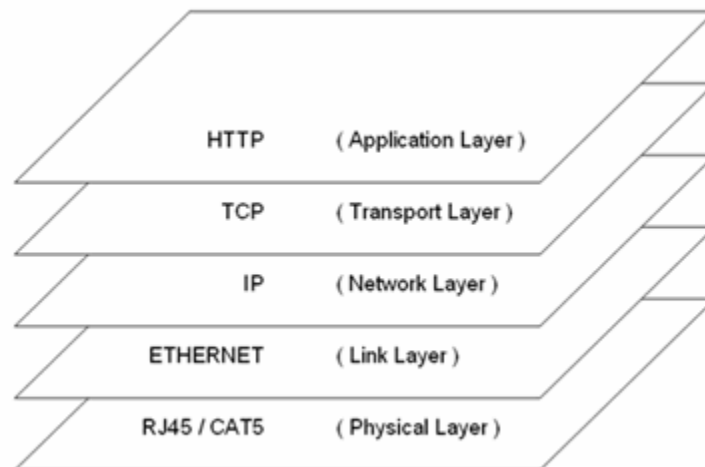 HTTP ( Application Layer )
TCP ( Transport Layer )
IP ( Network Layer )
ETHERNET ( Link Layer )
RJ45 / CAT5 ( Physical Layer )